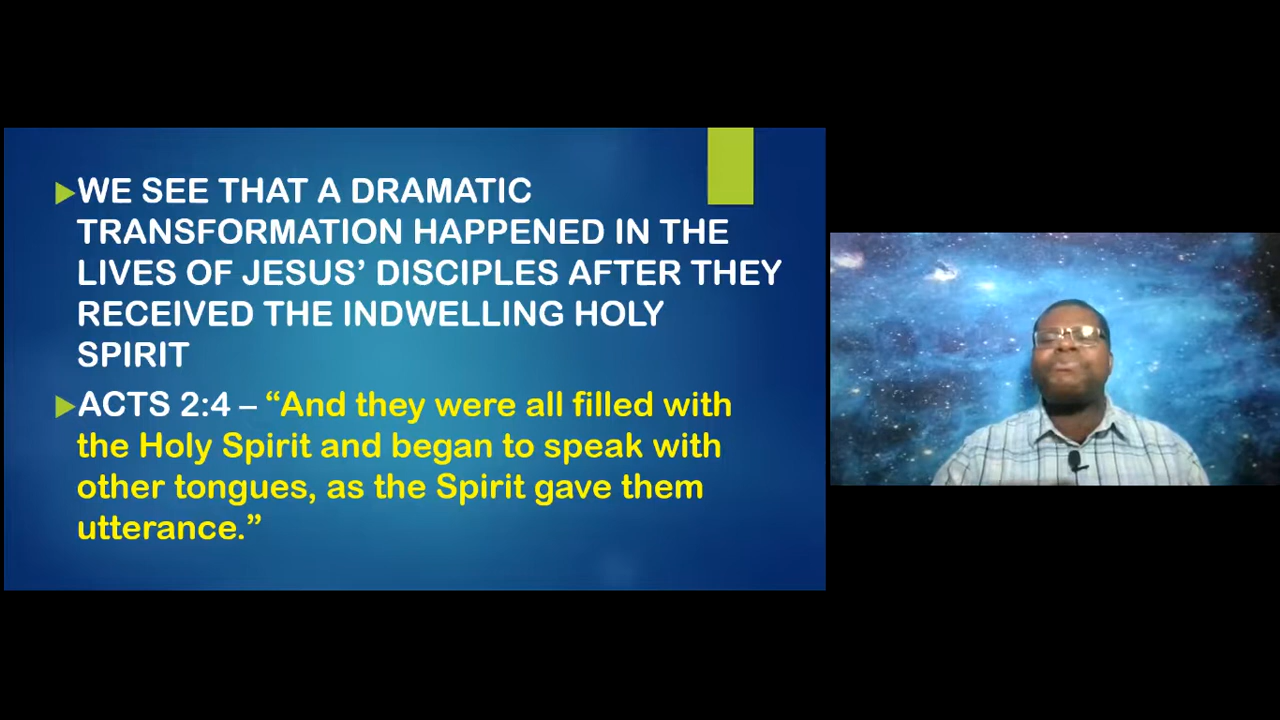 WE SEE THAT A DRAMATIC
TRANSFORMATION HAPPENED IN THE
LIVES OF JESUS’ DISCIPLES AFTER THEY
RECEIVED THE INDWELLING HOLY
SPIRIT
ACTS 2:4 – “And they were all filled with
the Holy Spirit and began to speak with
other tongues, as the Spirit gave them
utterance.”